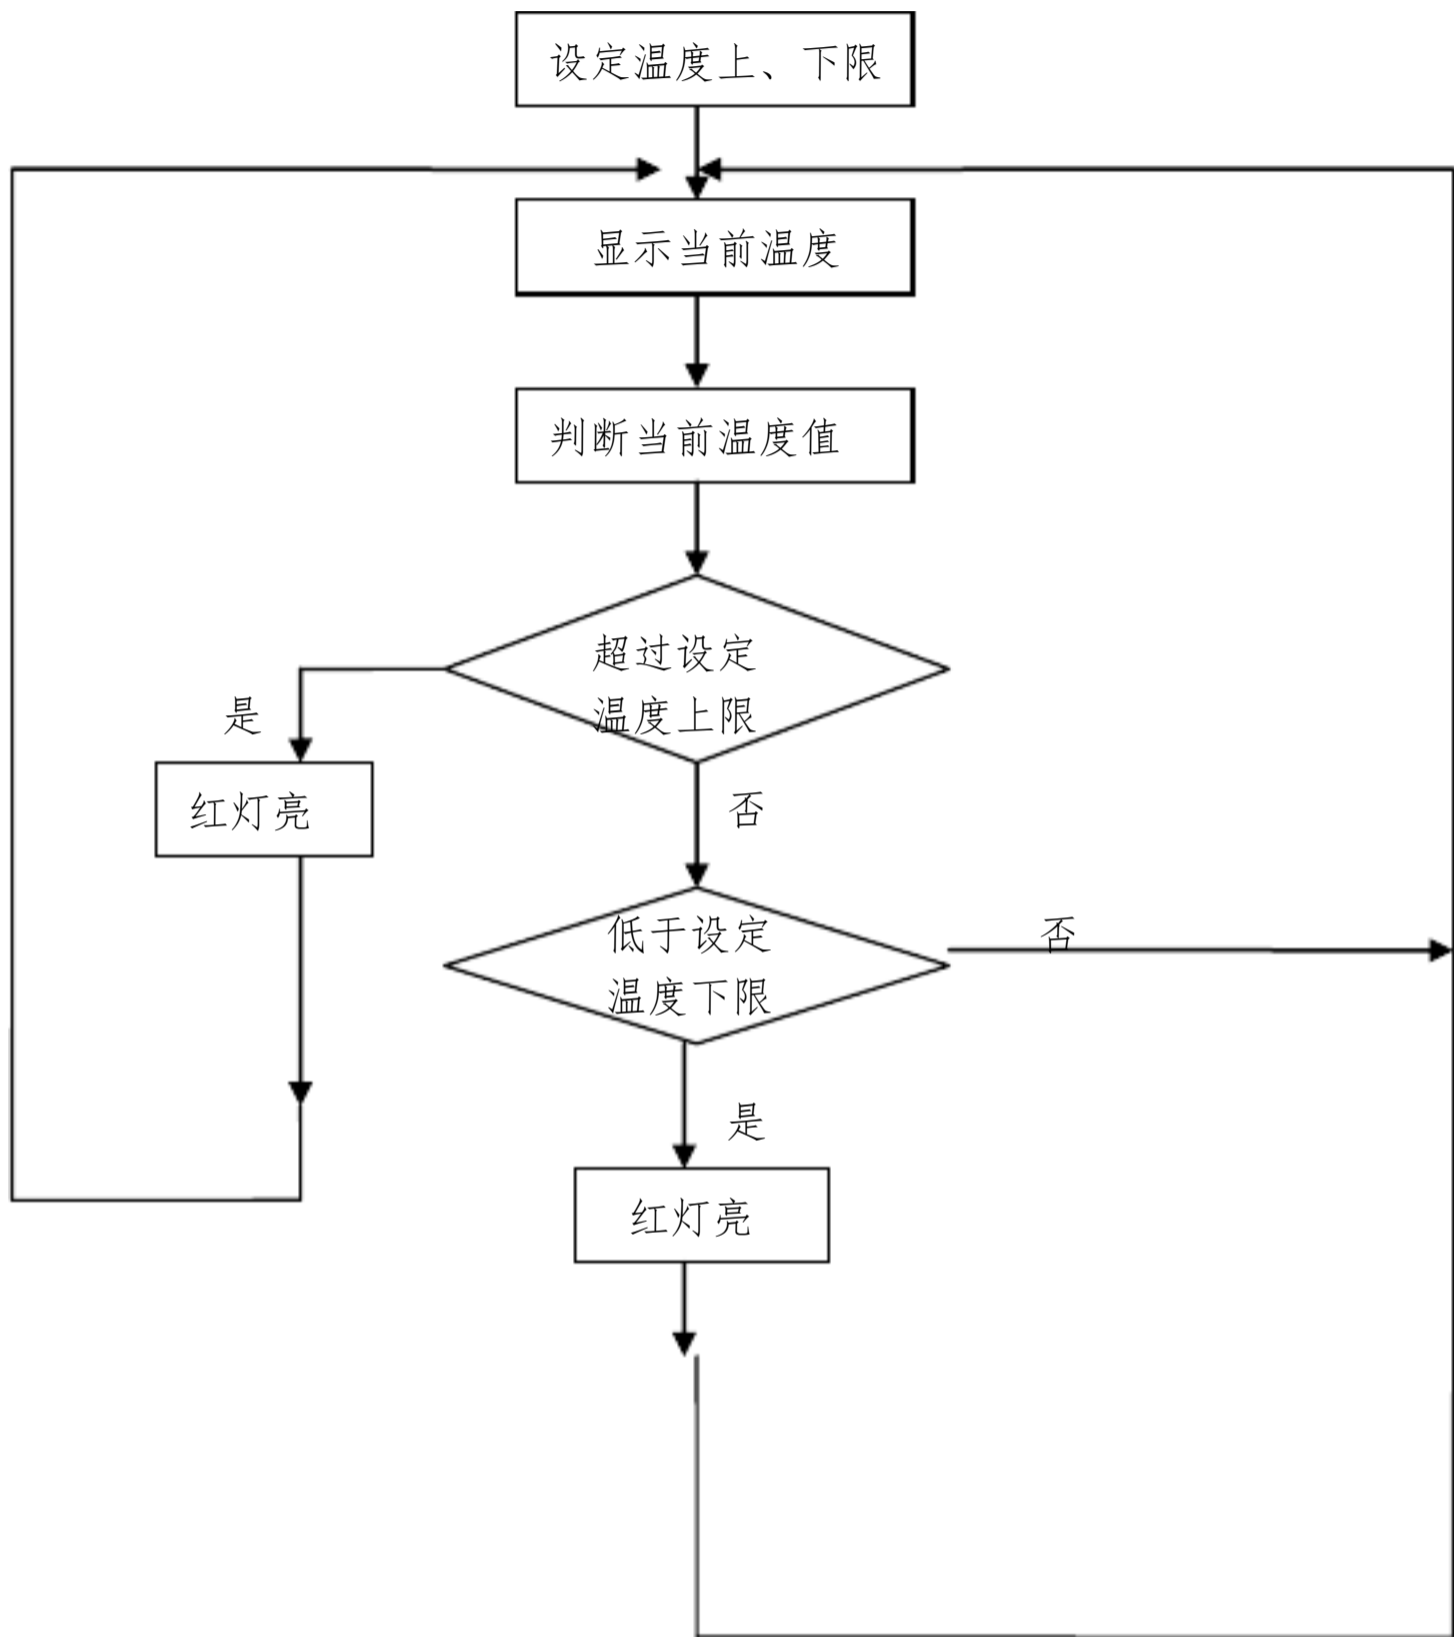 设定温度上、下限
显示当前温度
判断当前温度值
超过设定
温度上限
是
红灯亮
否
低于设定
温度下限
否
是
红灯亮